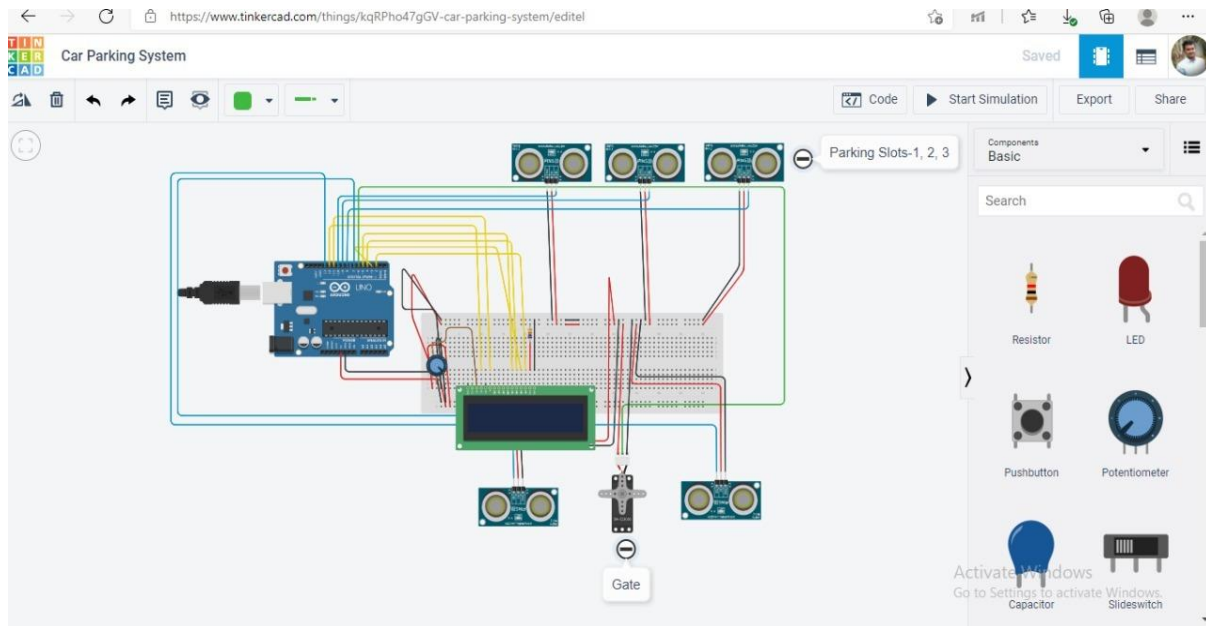 https://www.tinkercad.com/things/kqRPho47gGV-car-parking-system/editel
TIN
KER
CAD
Car Parking System
Saved
Code
Start Simulation
Export
Share
Parking Slots-1, 2, 3
Components
Basic
Search
UNO
Resistor
LED
Pushbutton
Potentiometer
Gate
Activate Windows
Go to Settings to activate Windows.
Capacitor
Slideswitch